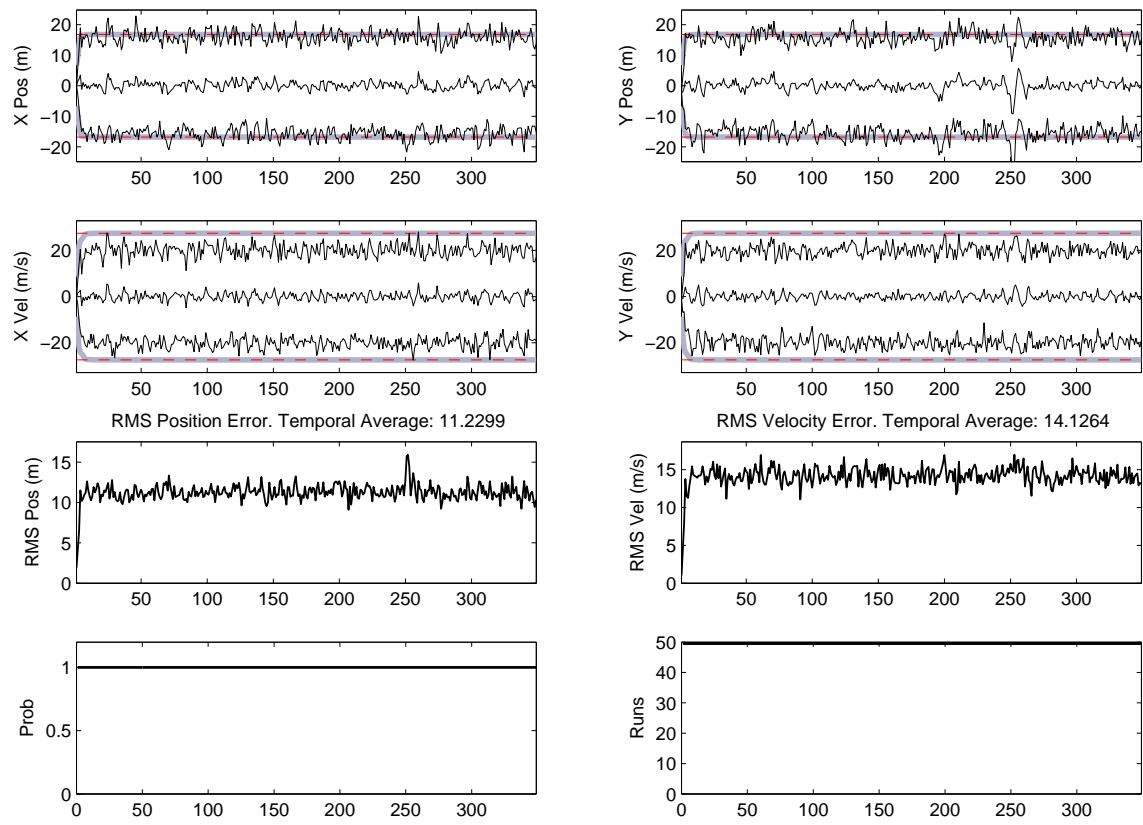 20
10
0
−10
−20
X Pos (m)
50 100 150 200 250 300
20
10
0
−10
−20
Y Pos (m)
50 100 150 200 250 300
20
0
−20
X Vel (m/s)
50 100 150 200 250 300
20
0
−20
Y Vel (m/s)
50 100 150 200 250 300
RMS Position Error. Temporal Average: 11.2299
15
10
5
0
RMS Pos (m)
50 100 150 200 250 300
RMS Velocity Error. Temporal Average: 14.1264
15
10
5
0
RMS Vel (m/s)
50 100 150 200 250 300
1
0.5
0
Prob
0 50 100 150 200 250 300
50
40
30
20
10
0
Runs
0 50 100 150 200 250 300